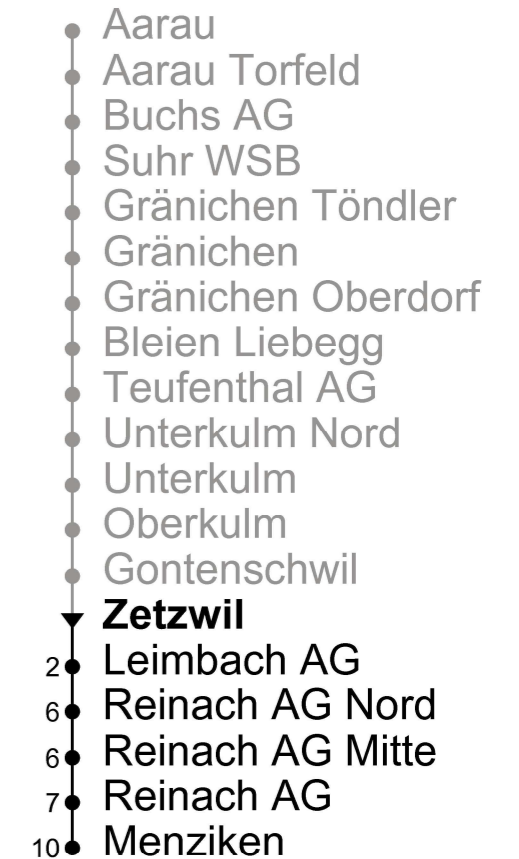 Aarau
Aarau Torfeld
Buchs AG
Suhr WSB
Gränichen Töndler
Gränichen
Gränichen Oberdorf
Bleien Liebegg
Teufenthal AG
Unterkulm Nord
Unterkulm
Oberkulm
Gontenschwil
Zetzwil
2 Leimbach AG
6 Reinach AG Nord
6 Reinach AG Mitte
7 Reinach AG
10 Menziken